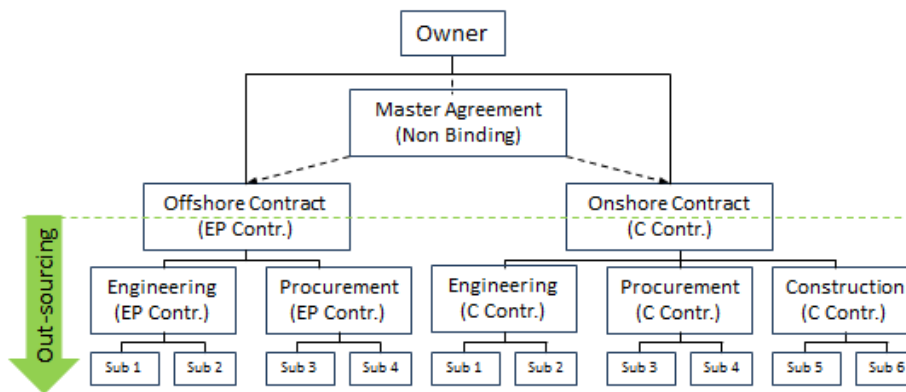 Owner
Master Agreement
(Non Binding)
Offshore Contract
(EP Contr.)
Onshore Contract
(C Contr.)
Out-sourcing
Engineering
(EP Contr.)
Procurement
(EP Contr.)
Engineering
(C Contr.)
Procurement
(C Contr.)
Construction
(C Contr.)
Sub 1
Sub 2
Sub 3
Sub 4
Sub 1
Sub 2
Sub 3
Sub 4
Sub 5
Sub 6